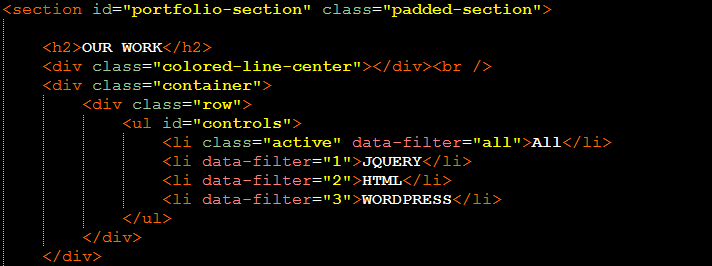 <section id="portfolio-section" class="padded-section">
<h2>OUR WORK</h2>
<div class="colored-line-center"></div><br />
<div class="container">
<div class="row">
<ul id="controls">
<li class="active" data-filter="all">All</li>
<li data-filter="1">JQUERY</li>
<li data-filter="2">HTML</li>
<li data-filter="3">WORDPRESS</li>
</ul>
</div>
</div>